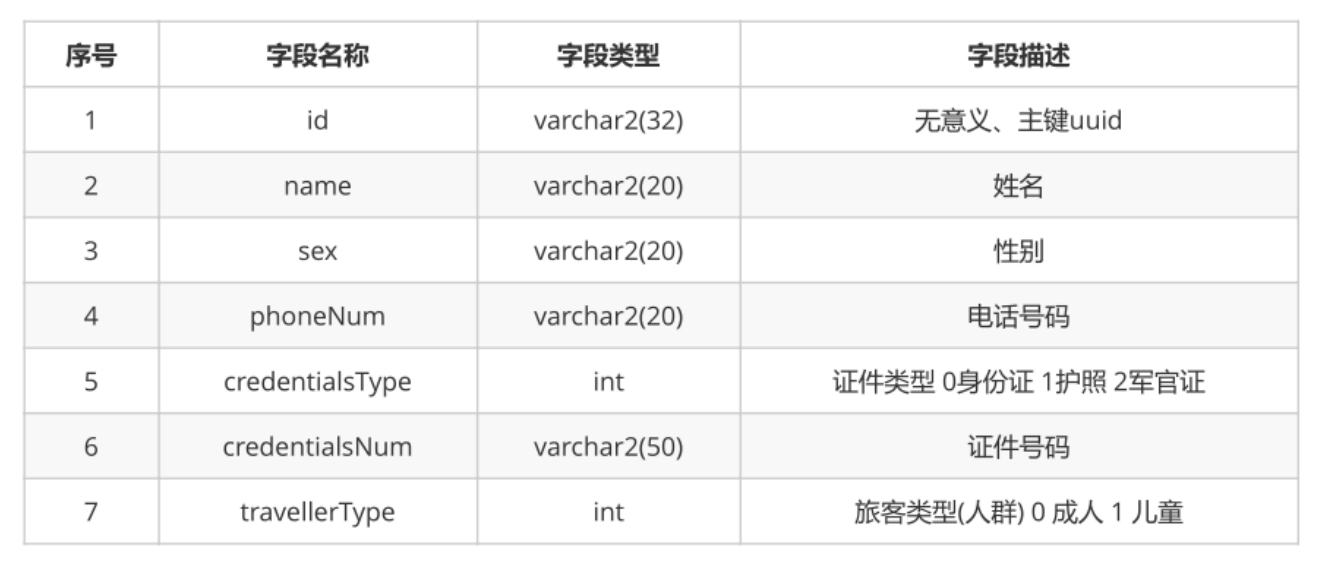 序号 字段名称 字段类型 字段描述
1 id varchar2(32) 无意义、主键uuid
2 name varchar2(20) 姓名
3 sex varchar2(20) 性别
4 phoneNum varchar2(20) 电话号码
5 credentialsType int 证件类型 0身份证 1护照 2军官证
6 credentialsNum varchar2(50) 证件号码
7 travellerType int 旅客类型(人群) 0 成人 1 儿童